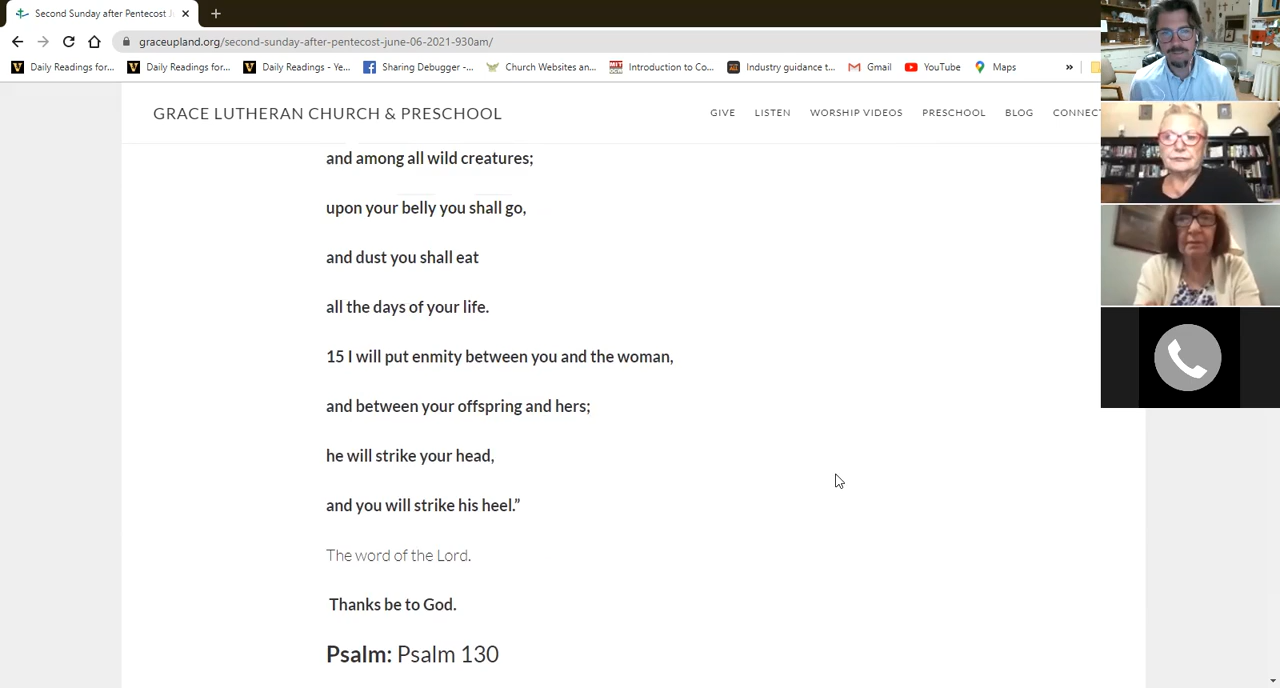 Second Sunday after Pentecost J
graceupland.org/second-sunday-after-pentecost-june-06-2021-930am/
Daily Readings for... Daily Readings for... Daily Readings - Ye... Sharing Debugger -... Church Websites an... Introduction to Co... Industry guidance t... Gmail YouTube Maps »
GRACE LUTHERAN CHURCH & PRESCHOOL GIVE LISTEN WORSHIP VIDEOS PRESCHOOL BLOG CONNECT
and among all wild creatures;
upon your belly you shall go,
and dust you shall eat
all the days of your life.
15 I will put enmity between you and the woman,
and between your offspring and hers;
he will strike your head,
and you will strike his heel.”
The word of the Lord.
Thanks be to God.
Psalm: Psalm 130